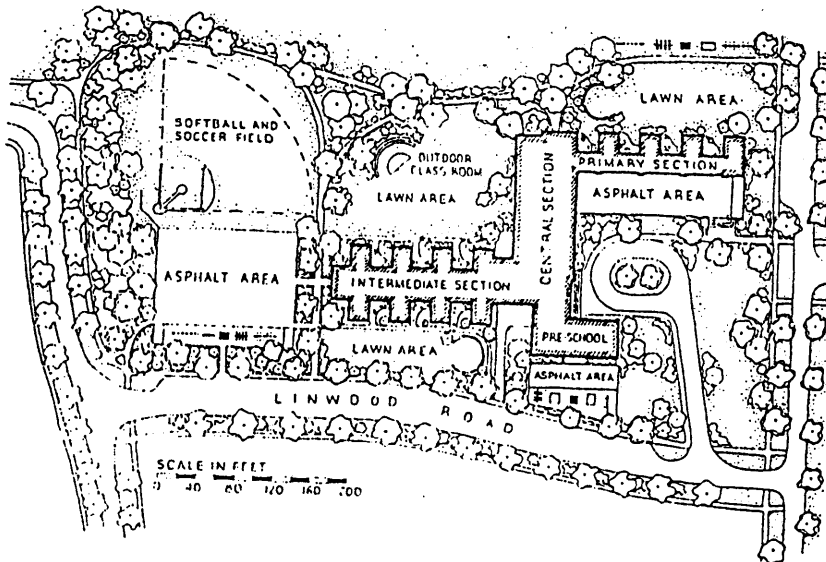 LAWN AREA
SOFTBALL AND
SOCCER FIELD
OUTDOOR
CLASS ROOM
PRIMARY SECTION
LAWN AREA
ASPHALT AREA
CENTRAL SECTION
ASPHALT AREA
INTERMEDIATE SECTION
PRE-SCHOOL
LAWN AREA
ASPHALT AREA
LINWOOD ROAD
SCALE IN FEET
0 40 80 120 160 200